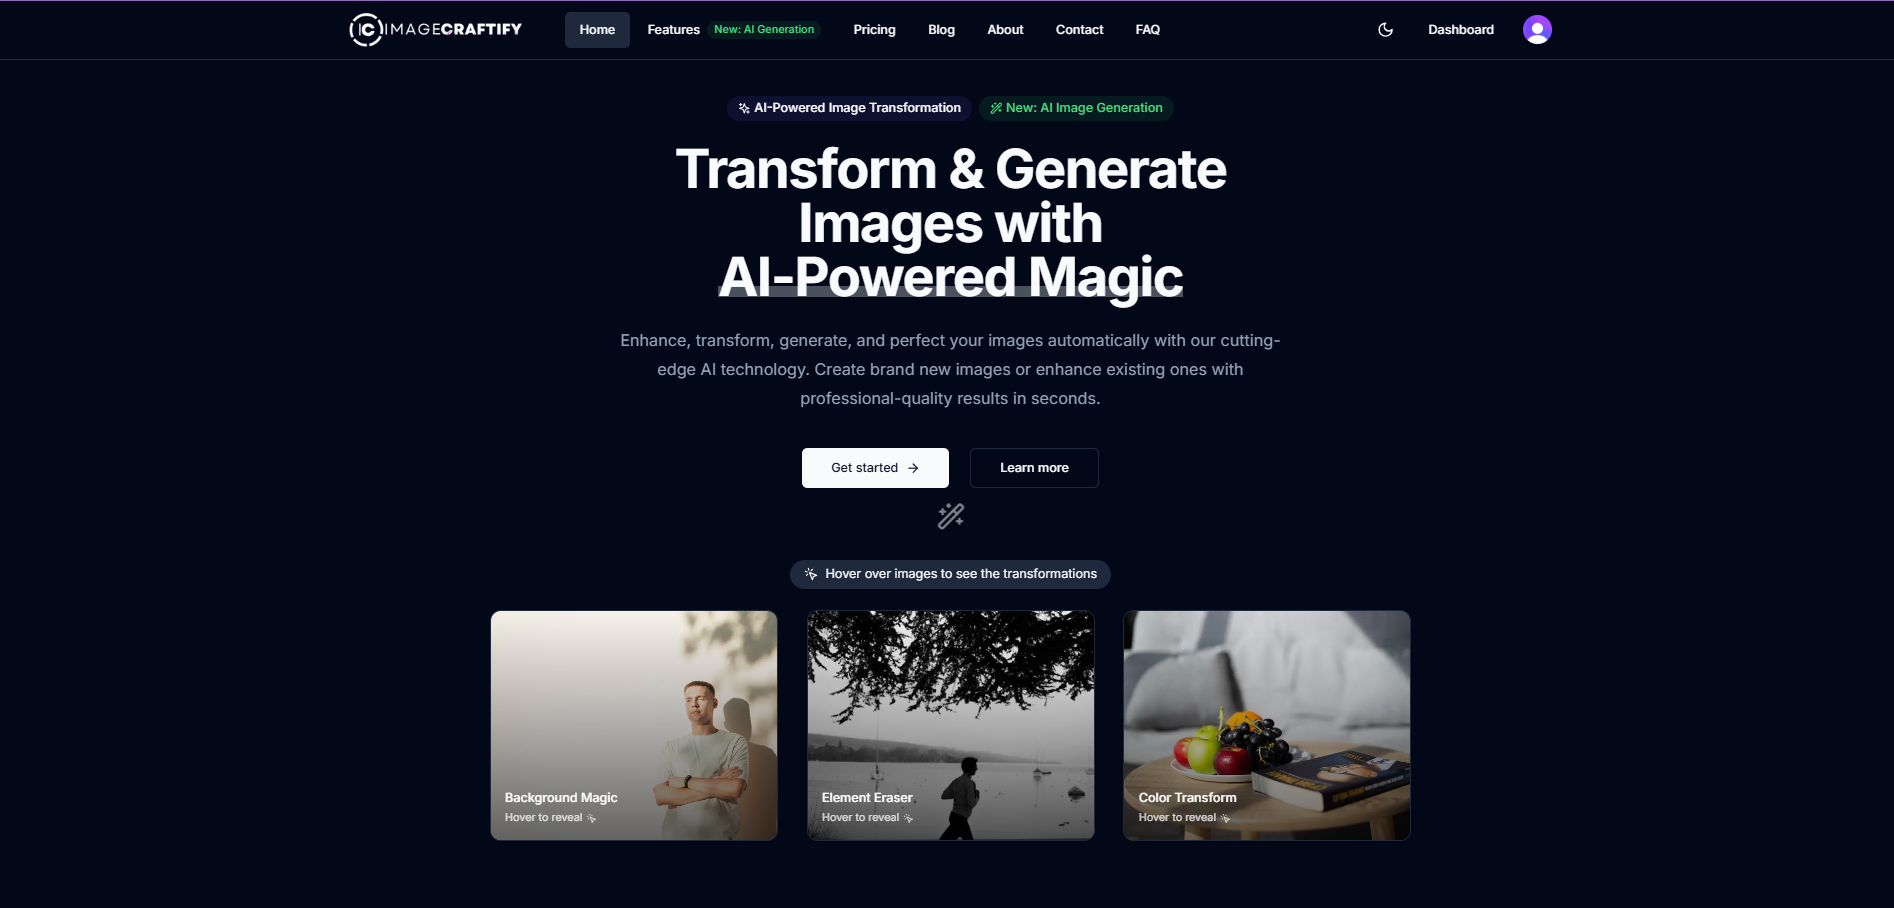 IC IMAGECRAFTIFY
Home
Features New: AI Generation
Pricing
Blog
About
Contact
FAQ
Dashboard
AI-Powered Image Transformation
New: AI Image Generation
Transform & Generate
Images with
AI-Powered Magic
Enhance, transform, generate, and perfect your images automatically with our cutting-
edge AI technology. Create brand new images or enhance existing ones with
professional-quality results in seconds.
Get started
Learn more
Hover over images to see the transformations
Background Magic
Hover to reveal
Element Eraser
Hover to reveal
Color Transform
Hover to reveal